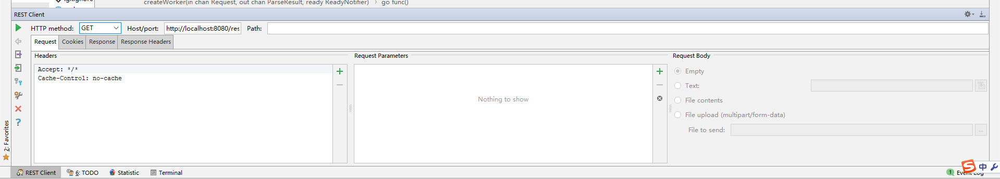 createWorker(in chan Request, out chan ParseResult, ready ReadyNotifier) › go func()
REST Client
HTTP method: GET Host/port: http://localhost:8080/res Path:
Request Cookies Response Response Headers
Headers Request Parameters Request Body
Accept: */*
Cache-Control: no-cache
Nothing to show
Empty
Text:
File contents
File upload (multipart/form-data)
File to send: ...
2: Favorites
REST Client 6: TODO Statistic Terminal 1 Event Log
S 中